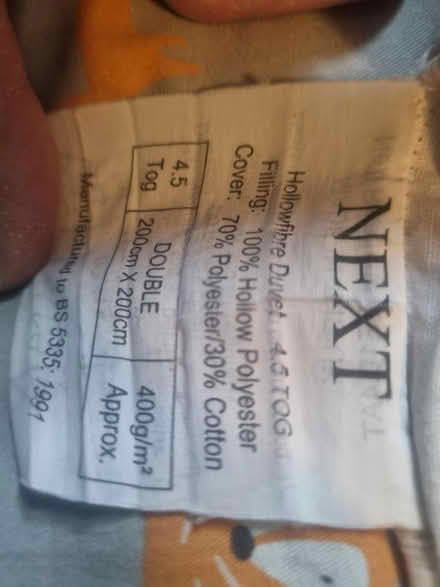 NEXT
Hollowfibre Duvet 4.5 TOG
Filling: 100% Hollow Polyester
Cover: 70% Polyester/30% Cotton
4.5 Tog
DOUBLE 200cm X 200cm
400g/m² Approx.
Manufactured to BS 5335: 1991